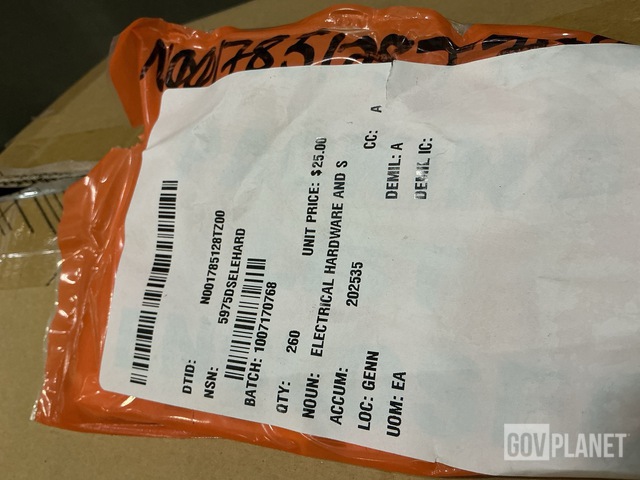 DTID: N001785128TZ00
NSN: 5975DSELEHARD
BATCH: 1007170768
QTY: 260 UNIT PRICE: $25.00
NOUN: ELECTRICAL HARDWARE AND S
ACCUM: 202535 CC: A
LOC: GENN DEMIL: A
UOM: EA DEMIL IC:
GOVPLANET